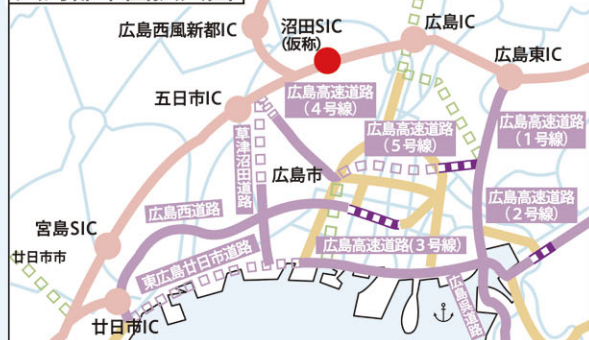 広島西風新都IC
沼田SIC
(仮称)
広島IC
広島東IC
五日市IC
広島高速道路
(4号線)
広島高速道路
(5号線)
広島高速道路
(1号線)
草津沼田道路
広島市
広島西道路
広島高速道路
(2号線)
宮島SIC
廿日市市
東広島廿日市道路
広島高速道路(3号線)
廿日市IC